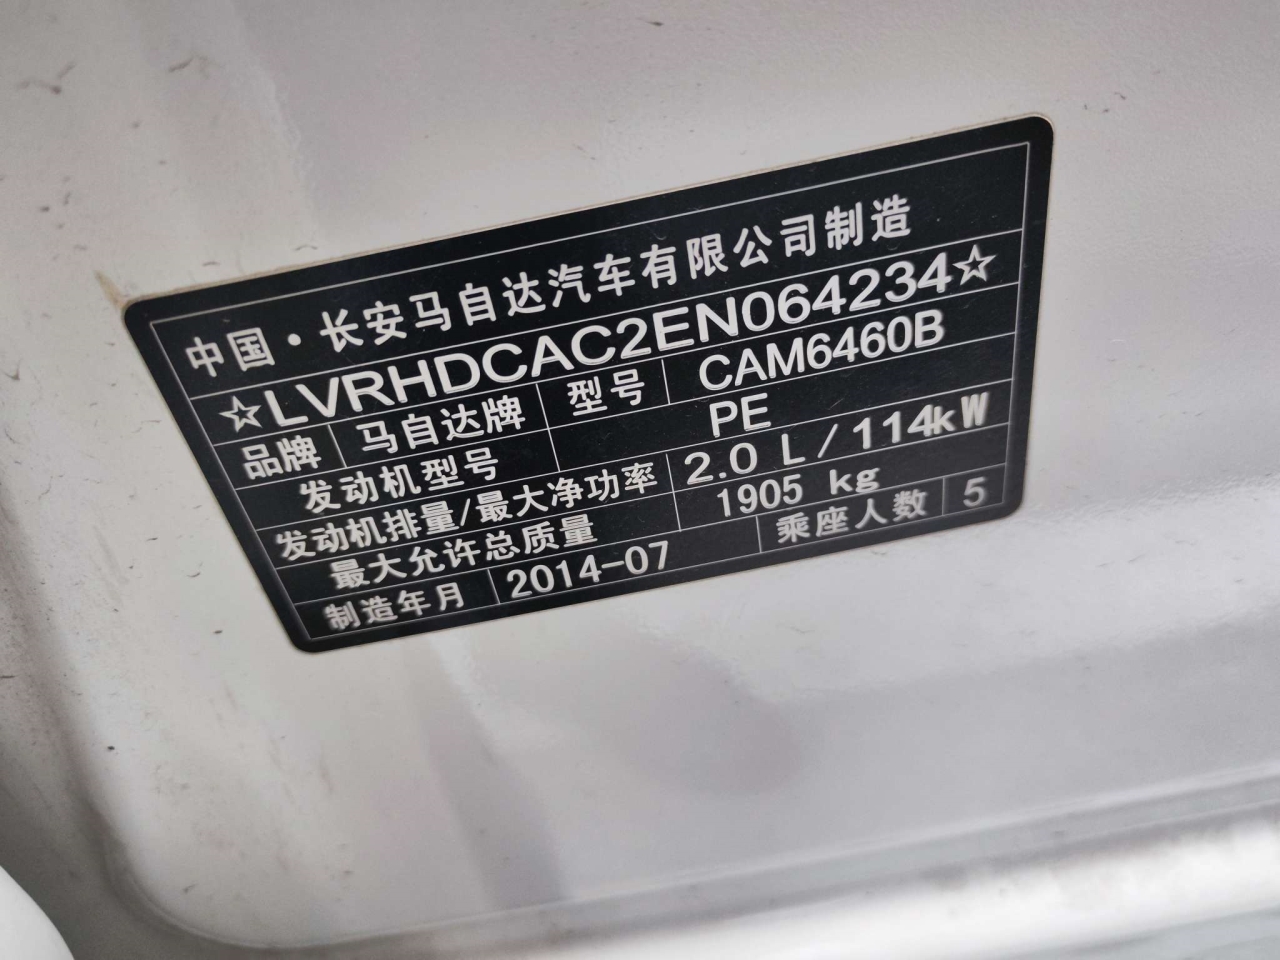 中国·长安马自达汽车有限公司制造
☆LVRHDCAC2EN064234☆
品牌 马自达牌 型号 CAM6460B
发动机型号 PE
发动机排量/最大净功率 2.0 L/114kW
最大允许总质量 1905 kg
制造年月 2014-07 乘座人数 5